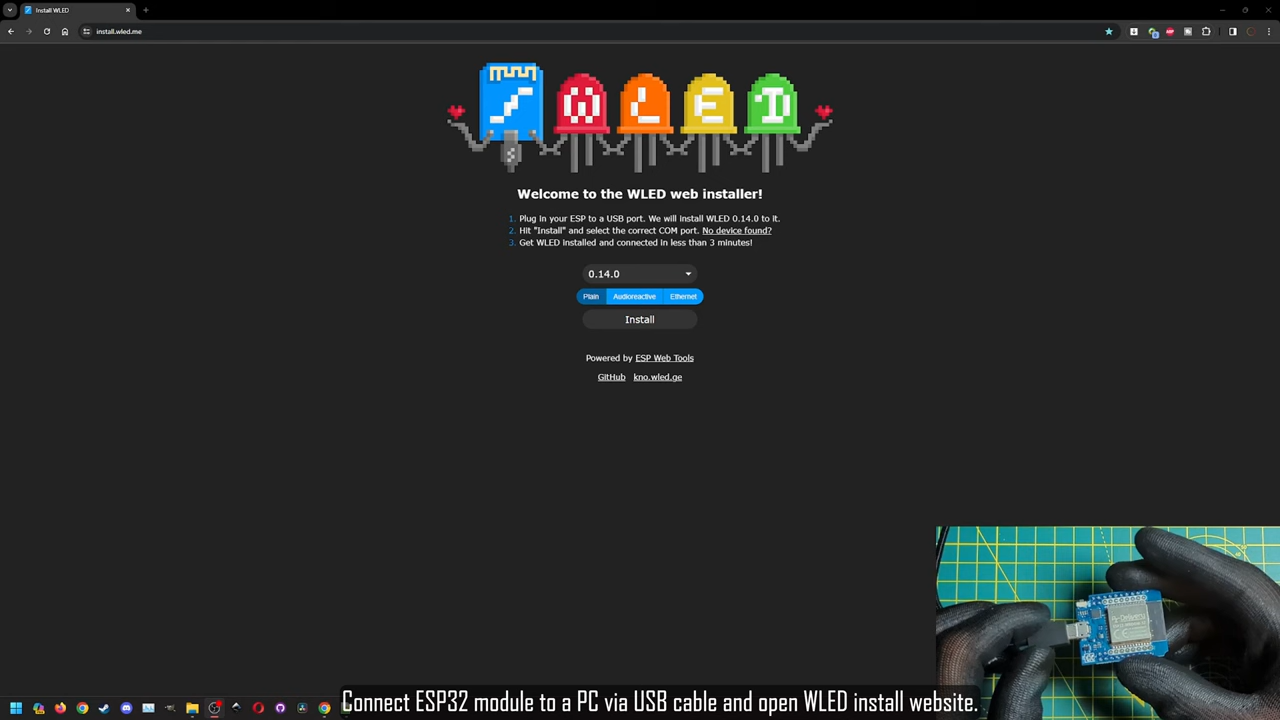 Install WLED
install.wled.me
WLED
Welcome to the WLED web installer!
1. Plug in your ESP to a USB port. We will install WLED 0.14.0 to it.
2. Hit "Install" and select the correct COM port. No device found?
3. Get WLED installed and connected in less than 3 minutes!
0.14.0
Plain Audioreactive Ethernet
Install
Powered by ESP Web Tools
GitHub kno.wled.ge
Connect ESP32 module to a PC via USB cable and open WLED install website.